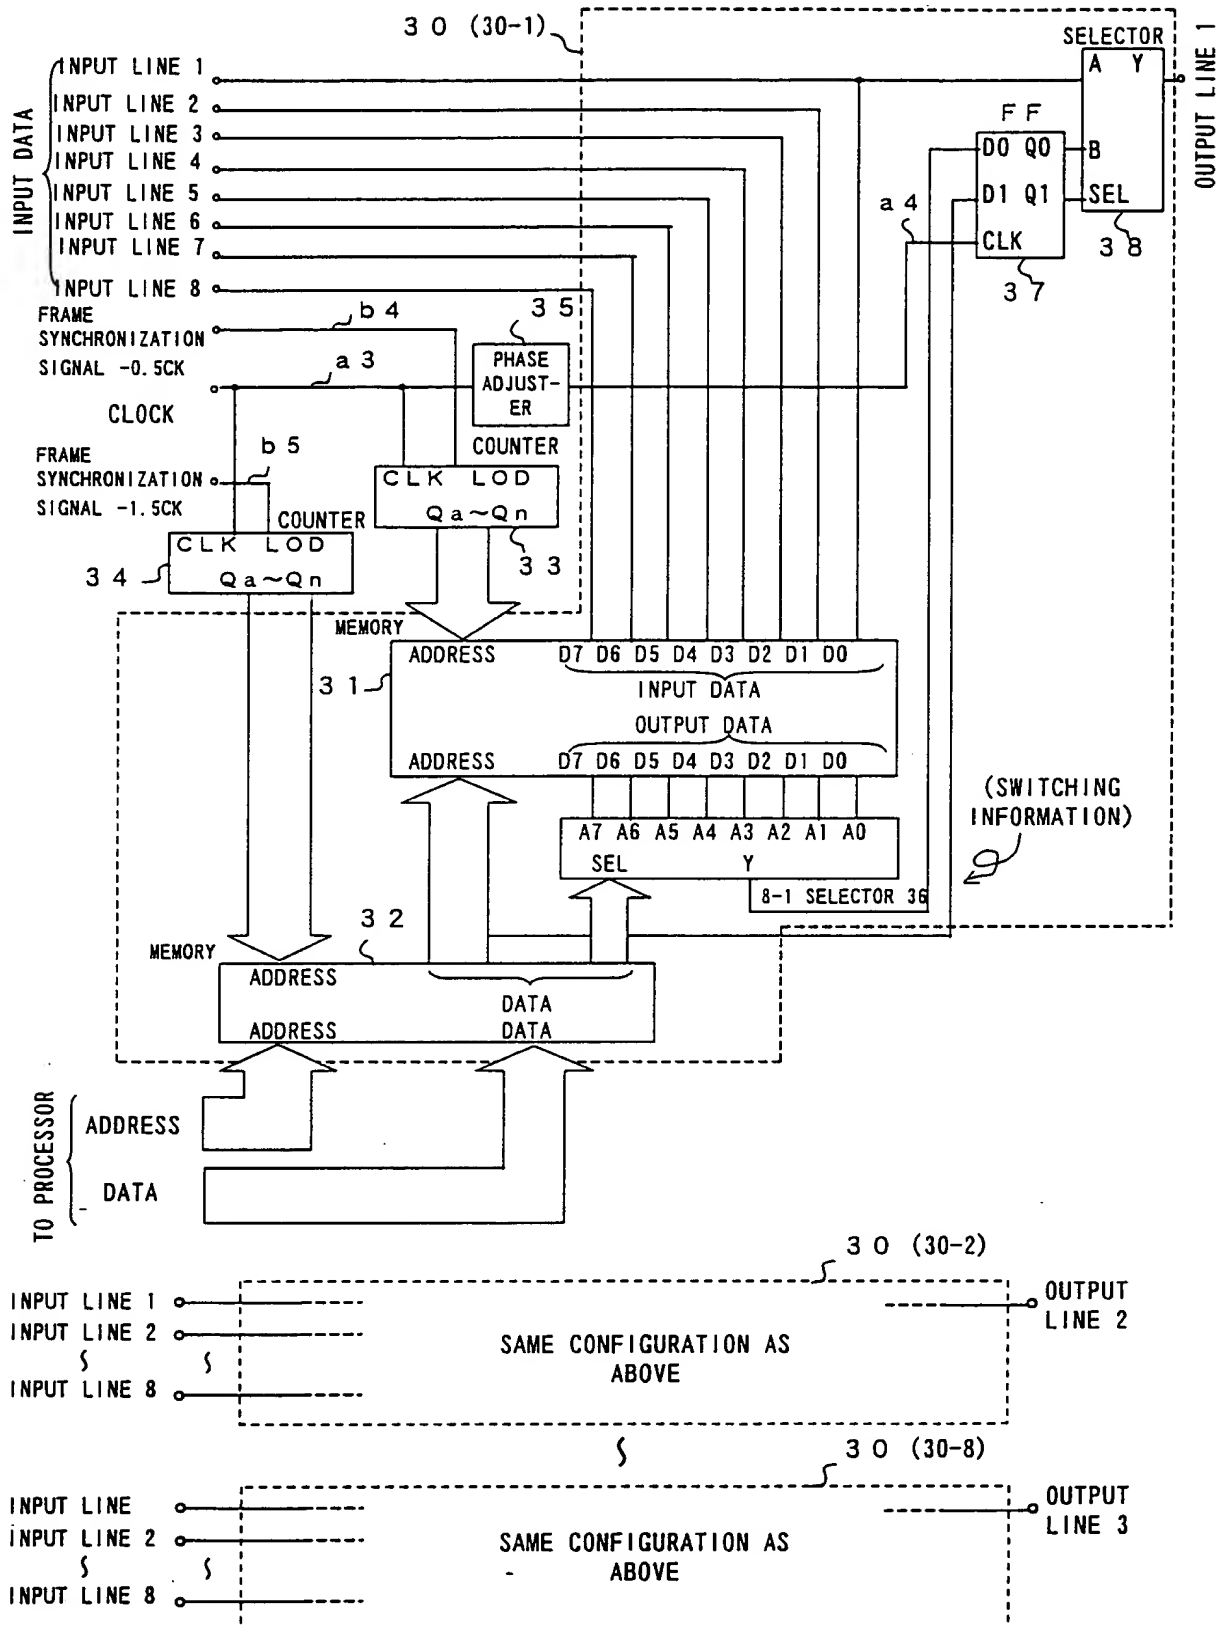 30 (30-1)
SELECTOR
A Y
OUTPUT LINE 1
INPUT DATA
INPUT LINE 1
INPUT LINE 2
INPUT LINE 3
INPUT LINE 4
INPUT LINE 5
INPUT LINE 6
INPUT LINE 7
INPUT LINE 8
FF
D0 Q0
D1 Q1
CLK
37
B
SEL
38
a4
FRAME
SYNCHRONIZATION
SIGNAL -0.5CK
b4
35
PHASE
ADJUST-
ER
a3
CLOCK
COUNTER
CLK LOD
Qa~Qn
33
FRAME
SYNCHRONIZATION
SIGNAL -1.5CK
b5
COUNTER
CLK LOD
Qa~Qn
34
MEMORY
31
ADDRESS
D7 D6 D5 D4 D3 D2 D1 D0
INPUT DATA
OUTPUT DATA
ADDRESS
D7 D6 D5 D4 D3 D2 D1 D0
A7 A6 A5 A4 A3 A2 A1 A0
SEL Y
8-1 SELECTOR 36
(SWITCHING
INFORMATION)
32
MEMORY
ADDRESS
DATA
DATA
ADDRESS
TO PROCESSOR
ADDRESS
DATA
30 (30-2)
INPUT LINE 1
INPUT LINE 2
INPUT LINE 8
SAME CONFIGURATION AS
ABOVE
OUTPUT
LINE 2
30 (30-8)
INPUT LINE
INPUT LINE 2
INPUT LINE 8
SAME CONFIGURATION AS
ABOVE
OUTPUT
LINE 3